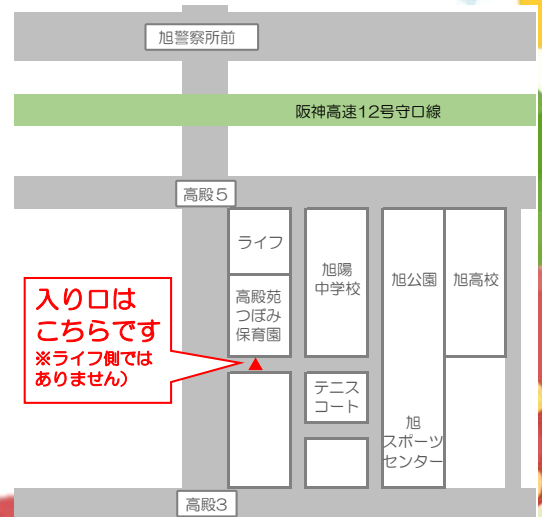 旭警察所前
阪神高速12号守口線
高殿5
ライフ
高殿苑
つぼみ
保育園
旭陽
中学校
旭公園
旭高校
入り口は
こちらです
※ライフ側では
ありません）
テニス
コート
旭
スポーツ
センター
高殿3